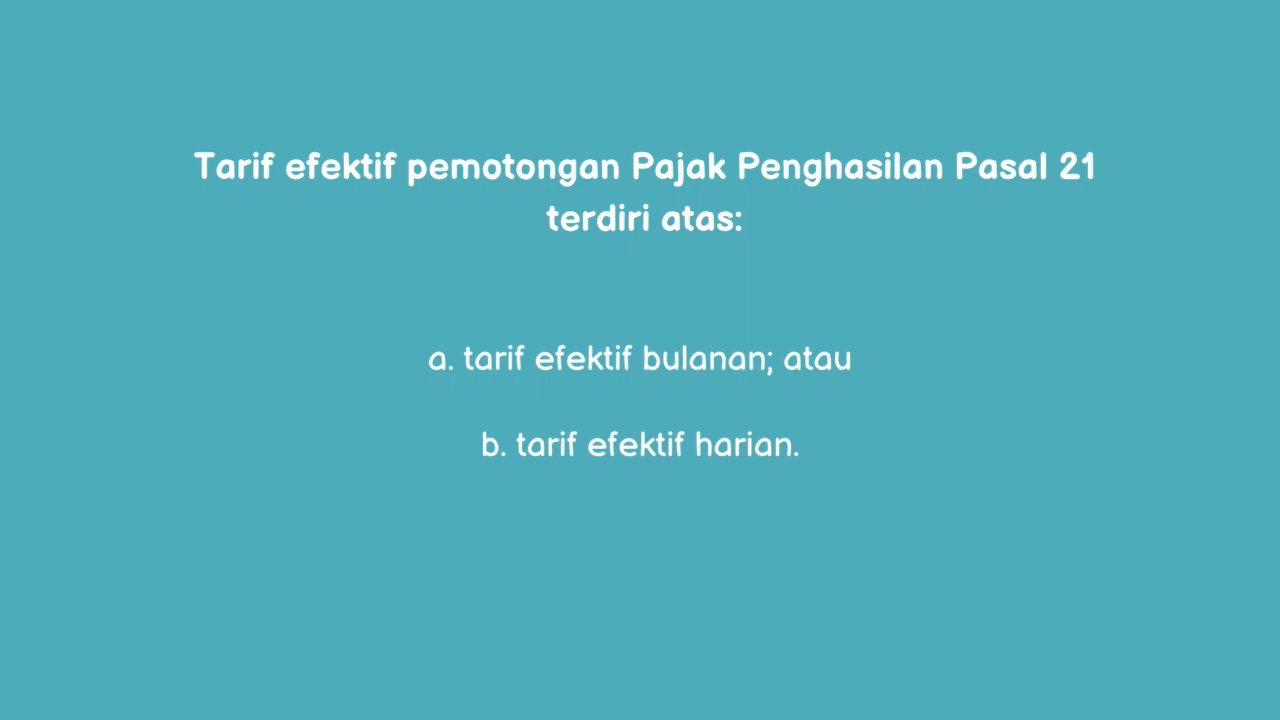 Tarif efektif pemotongan Pajak Penghasilan Pasal 21
terdiri atas:
a. tarif efektif bulanan; atau
b. tarif efektif harian.